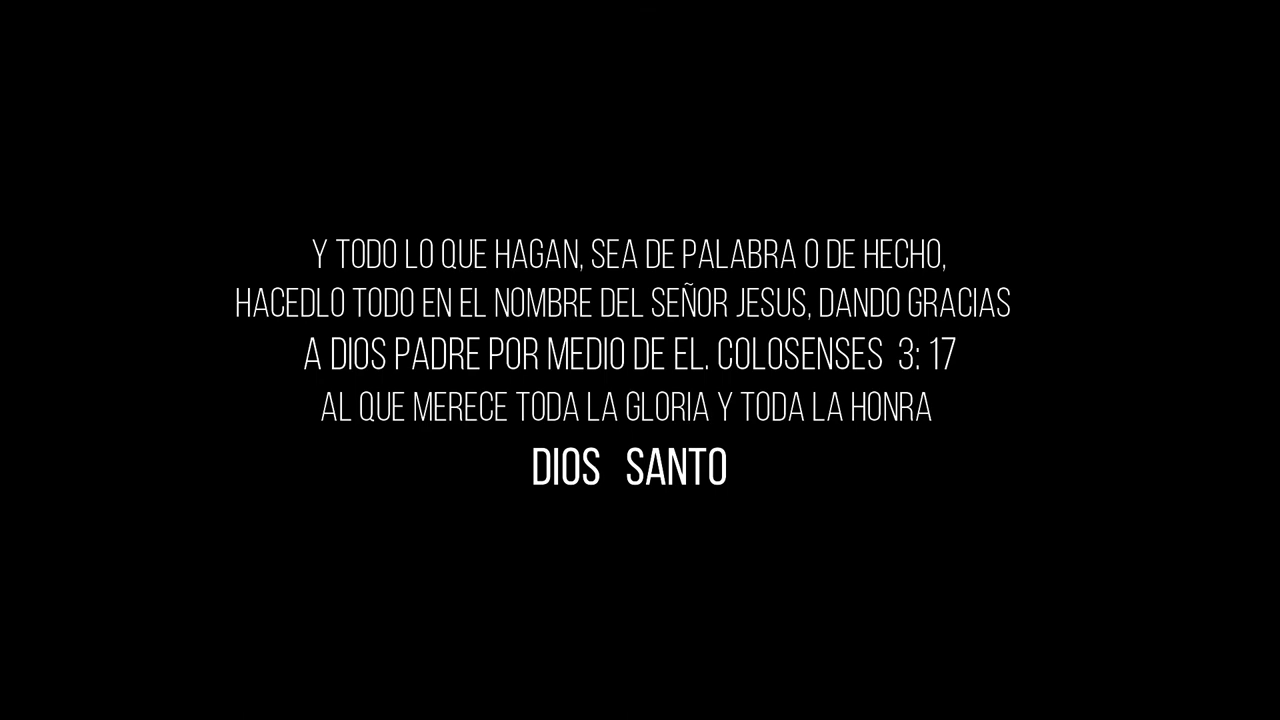 Y TODO LO QUE HAGAN, SEA DE PALABRA O DE HECHO,
HACEDLO TODO EN EL NOMBRE DEL SEÑOR JESUS, DANDO GRACIAS
A DIOS PADRE POR MEDIO DE EL. COLOSENSES 3: 17
AL QUE MERECE TODA LA GLORIA Y TODA LA HONRA
DIOS SANTO